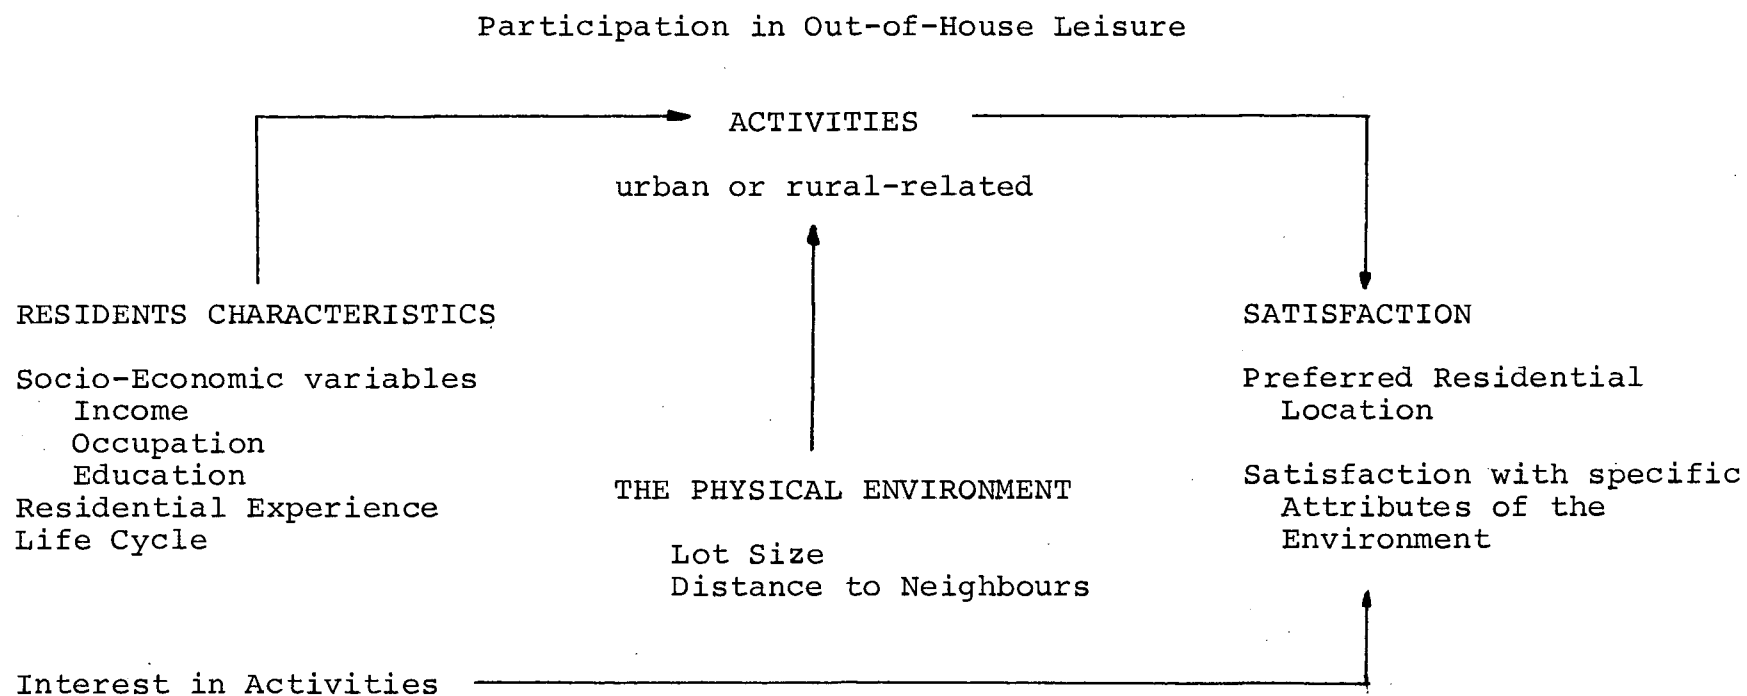 Participation in Out-of-House Leisure
ACTIVITIES
urban or rural-related
RESIDENTS CHARACTERISTICS
Socio-Economic variables
Income
Occupation
Education
Residential Experience
Life Cycle
THE PHYSICAL ENVIRONMENT
Lot Size
Distance to Neighbours
SATISFACTION
Preferred Residential
Location
Satisfaction with specific
Attributes of the
Environment
Interest in Activities